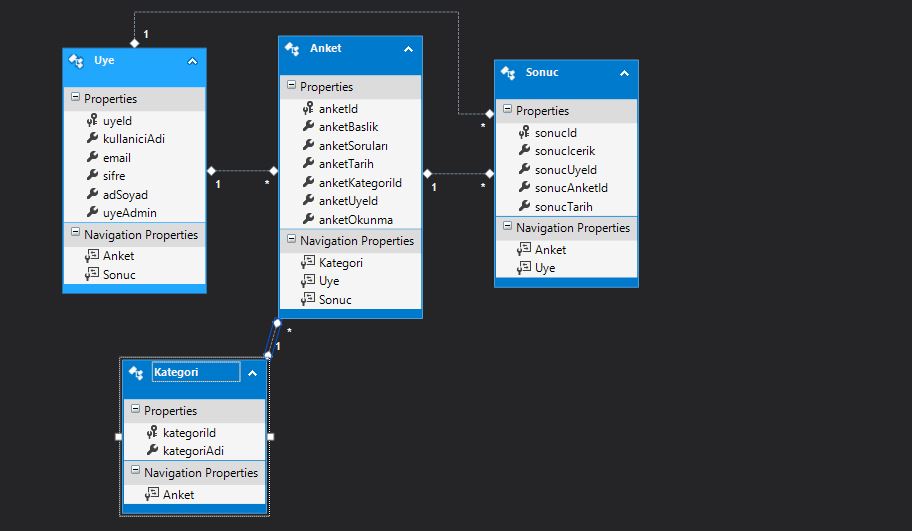 1
Uye
Properties
uyeId
kullaniciAdi
email
sifre
adSoyad
uyeAdmin
Navigation Properties
Anket
Sonuc
1
*
Anket
Properties
anketId
anketBaslik
anketSoruları
anketTarih
anketKategoriId
anketUyeId
anketOkunma
Navigation Properties
Kategori
Uye
Sonuc
1
*
*
Sonuc
Properties
sonucId
sonucIcerik
sonucUyeId
sonucAnketId
sonucTarih
Navigation Properties
Anket
Uye
*
1
Kategori
Properties
kategoriId
kategoriAdi
Navigation Properties
Anket